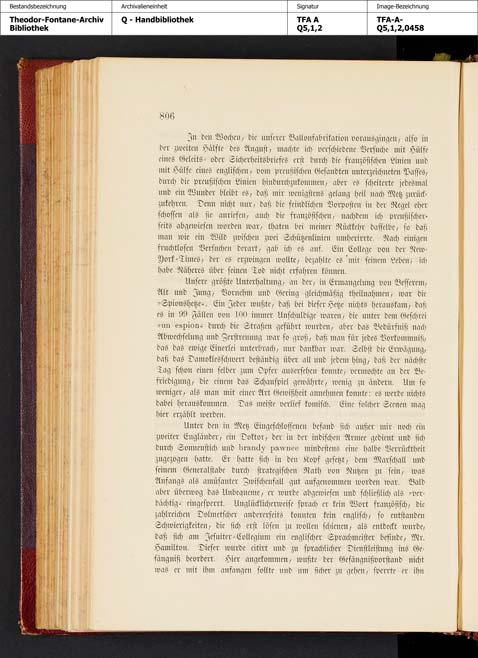 Bestandsbezeichnung
Theodor-Fontane-Archiv
Bibliothek
Archivalieneinheit
Q - Handbibliothek
Signatur
TFA A
Q5,1,2
Image-Bezeichnung
TFA-A-
Q5,1,2,0458
806
In den Wochen, die unserer Ballonfabrikation vorausgingen, also in
der zweiten Hälfte des August, machte ich verschiedene Versuche mit Hülfe
eines Geleits- oder Sicherheitsbriefes erst durch die französischen Linien und
mit Hülfe eines englischen, vom preußischen Gesandten unterzeichneten Passes,
durch die preußischen Linien hindurchzukommen, aber es scheiterte jedesmal
und ein Wunder bleibt es, daß mir wenigstens gelang heil nach Metz zurück-
zukehren. Denn nicht nur, daß die feindlichen Vorposten in der Regel eher
schossen als sie anriefen, auch die französischen, nachdem ich preußischer-
seits abgewiesen worden war, thaten bei meiner Rückkehr dasselbe, so daß
man wie ein Wild zwischen zwei Schützenlinien umherirrte. Nach einigen
fruchtlosen Versuchen derart, gab ich es auf. Ein College von der New-
York-Times, der es erzwingen wollte, bezahlte es mit seinem Leben; ich
habe Näheres über seinen Tod nicht erfahren können.
Unsere größte Unterhaltung, an der, in Ermangelung von Besserem,
Alt und Jung, Vornehm und Gering gleichmäßig theilnahmen, war die
»Spionshetze«. Ein Jeder wußte, daß bei dieser Hetze nichts herauskam, daß
es in 99 Fällen von 100 immer Unschuldige waren, die unter dem Geschrei
»un espion« durch die Straßen geführt wurden, aber das Bedürfniß nach
Abwechselung und Zerstreuung war so groß, daß man für jedes Vorkommniß,
das das ewige Einerlei unterbrach, nur dankbar war. Selbst die Erwägung,
daß das Damoklesschwert beständig über all und jedem hing, daß der nächste
Tag schon einen selber zum Opfer ausersehen konnte, vermochte an der Be-
friedigung, die einem das Schauspiel gewährte, wenig zu ändern. Um so
weniger, als man mit einer Art Gewißheit annehmen konnte: es werde nichts
dabei herauskommen. Das meiste verlief komisch. Eine solcher Scenen mag
hier erzählt werden.
Unter den in Metz Eingeschlossenen befand sich außer mir noch ein
zweiter Engländer, ein Doktor, der in der indischen Armee gedient und sich
durch Sonnenstich und brandy pawnee mindestens eine halbe Verrücktheit
zugezogen hatte. Er hatte sich in den Kopf gesetzt, dem Marschall und
seinem Generalstabe durch strategischen Rath von Nutzen zu sein, was
Anfangs als amüsanter Zwischenfall gut aufgenommen worden war. Bald
aber überwog das Unbequeme, er wurde abgewiesen und schließlich als »ver-
dächtig« eingesperrt. Unglücklicherweise sprach er kein Wort französisch, die
zahlreichen Dolmetscher andererseits konnten kein englisch, so entstanden
Schwierigkeiten, die sich erst lösen zu wollen schienen, als entdeckt wurde,
daß sich am Jesuiter-Collegium ein englischer Sprachmeister befinde, Mr.
Hamilton. Dieser wurde citirt und zu sprachlicher Dienstleistung ins Ge-
fängniß beordert. Hier angekommen, wußte der Gefängnißvorstand nicht
was er mit ihm anfangen sollte und um sicher zu gehen, sperrte er ihn